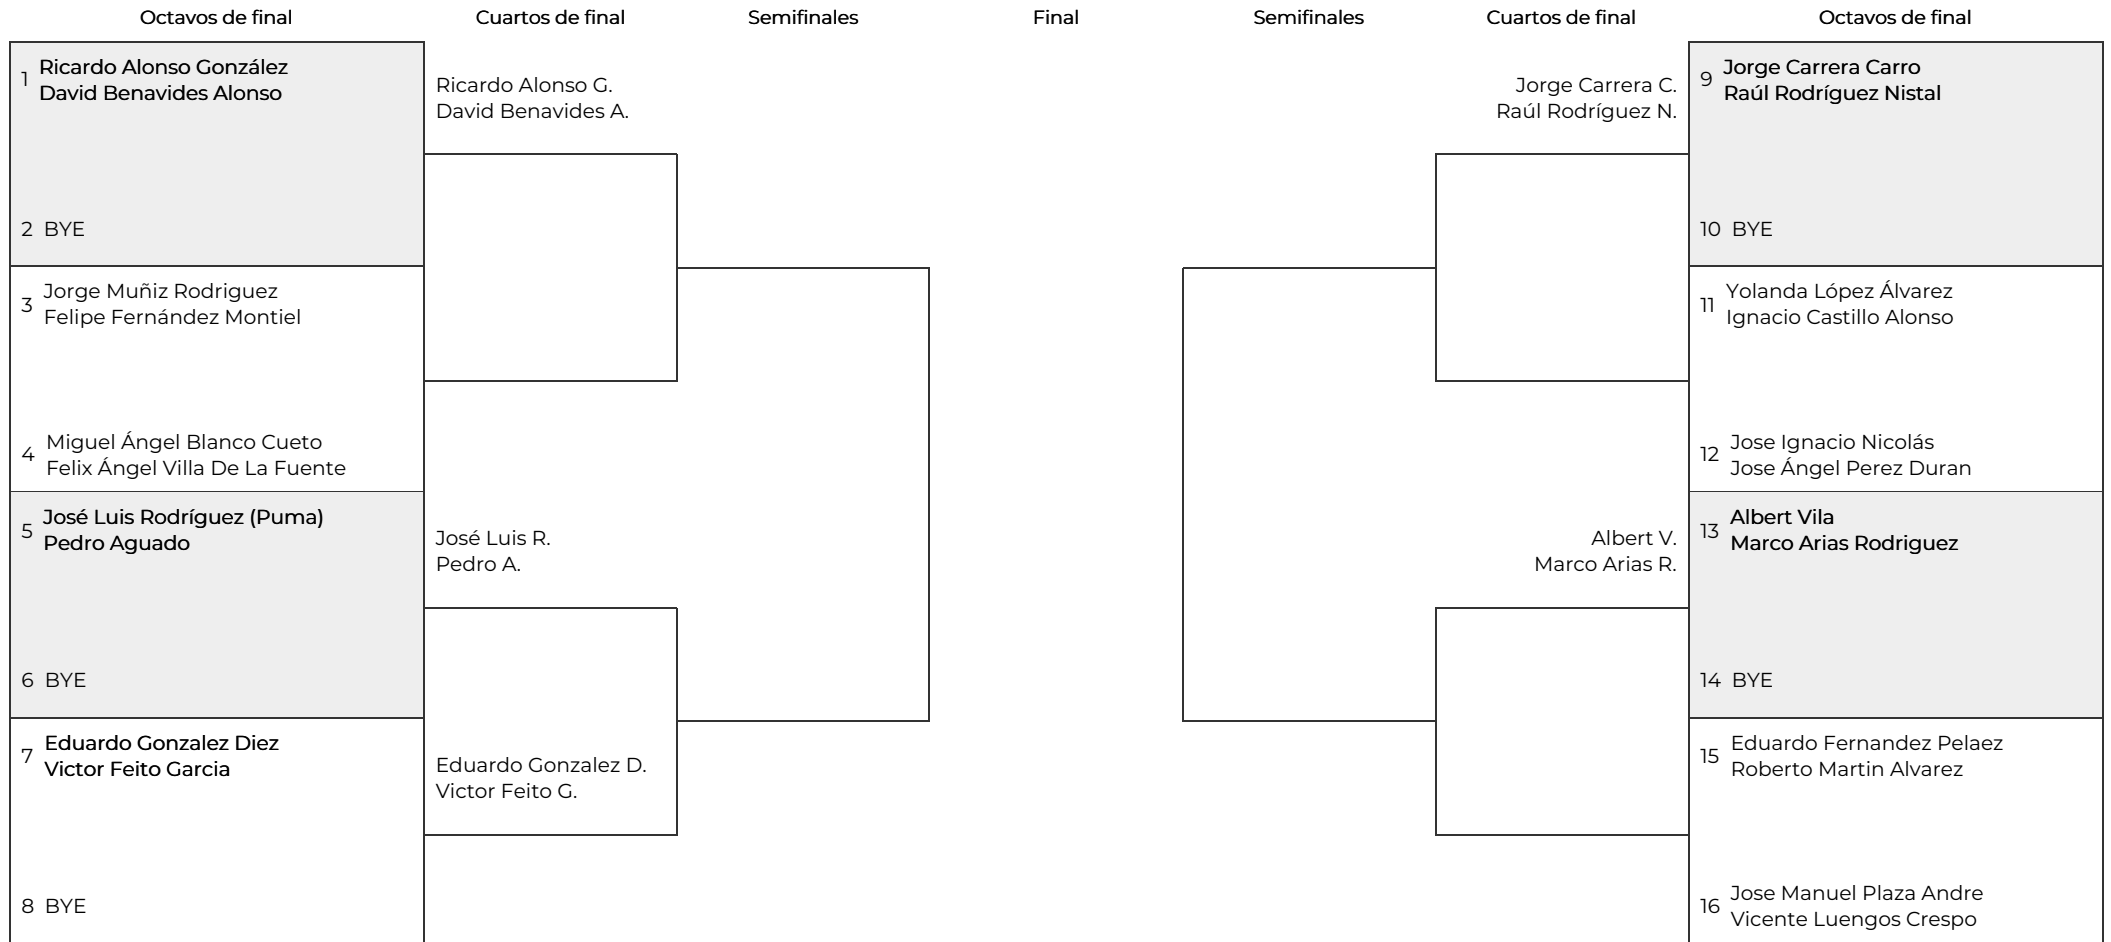 Octavos de final
Cuartos de final
Semifinales
Final
Semifinales
Cuartos de final
Octavos de final
1 Ricardo Alonso González
David Benavides Alonso
2 BYE
3 Jorge Muñiz Rodriguez
Felipe Fernández Montiel
4 Miguel Ángel Blanco Cueto
Felix Ángel Villa De La Fuente
5 José Luis Rodríguez (Puma)
Pedro Aguado
6 BYE
7 Eduardo Gonzalez Diez
Victor Feito Garcia
8 BYE
Ricardo Alonso G.
David Benavides A.
José Luis R.
Pedro A.
Eduardo Gonzalez D.
Victor Feito G.
Jorge Carrera C.
Raúl Rodríguez N.
Albert V.
Marco Arias R.
9 Jorge Carrera Carro
Raúl Rodríguez Nistal
10 BYE
11 Yolanda López Álvarez
Ignacio Castillo Alonso
12 Jose Ignacio Nicolás
Jose Ángel Perez Duran
13 Albert Vila
Marco Arias Rodriguez
14 BYE
15 Eduardo Fernandez Pelaez
Roberto Martin Alvarez
16 Jose Manuel Plaza Andre
Vicente Luengos Crespo